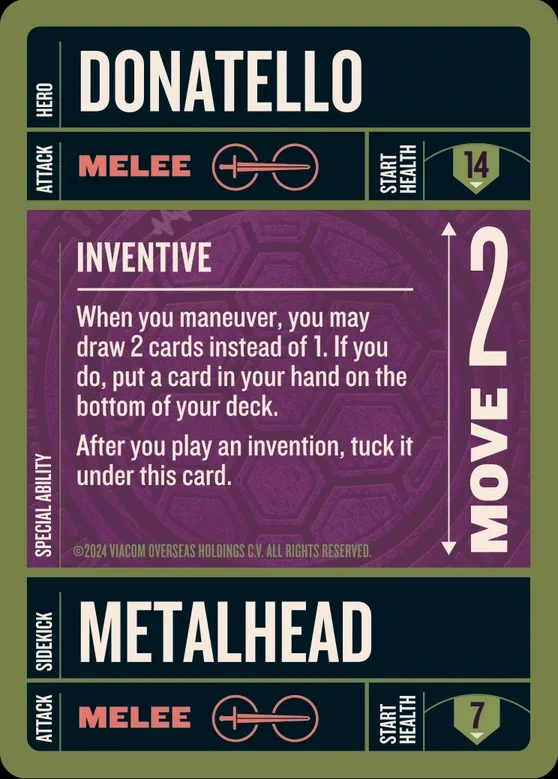 HERO
DONATELLO
ATTACK
MELEE
START
HEALTH
14
SPECIAL ABILITY
INVENTIVE
When you maneuver, you may
draw 2 cards instead of 1. If you
do, put a card in your hand on the
bottom of your deck.
After you play an invention, tuck it
under this card.
©2024 VIACOM OVERSEAS HOLDINGS C.V. ALL RIGHTS RESERVED.
MOVE 2
SIDEKICK
METALHEAD
ATTACK
MELEE
START
HEALTH
7